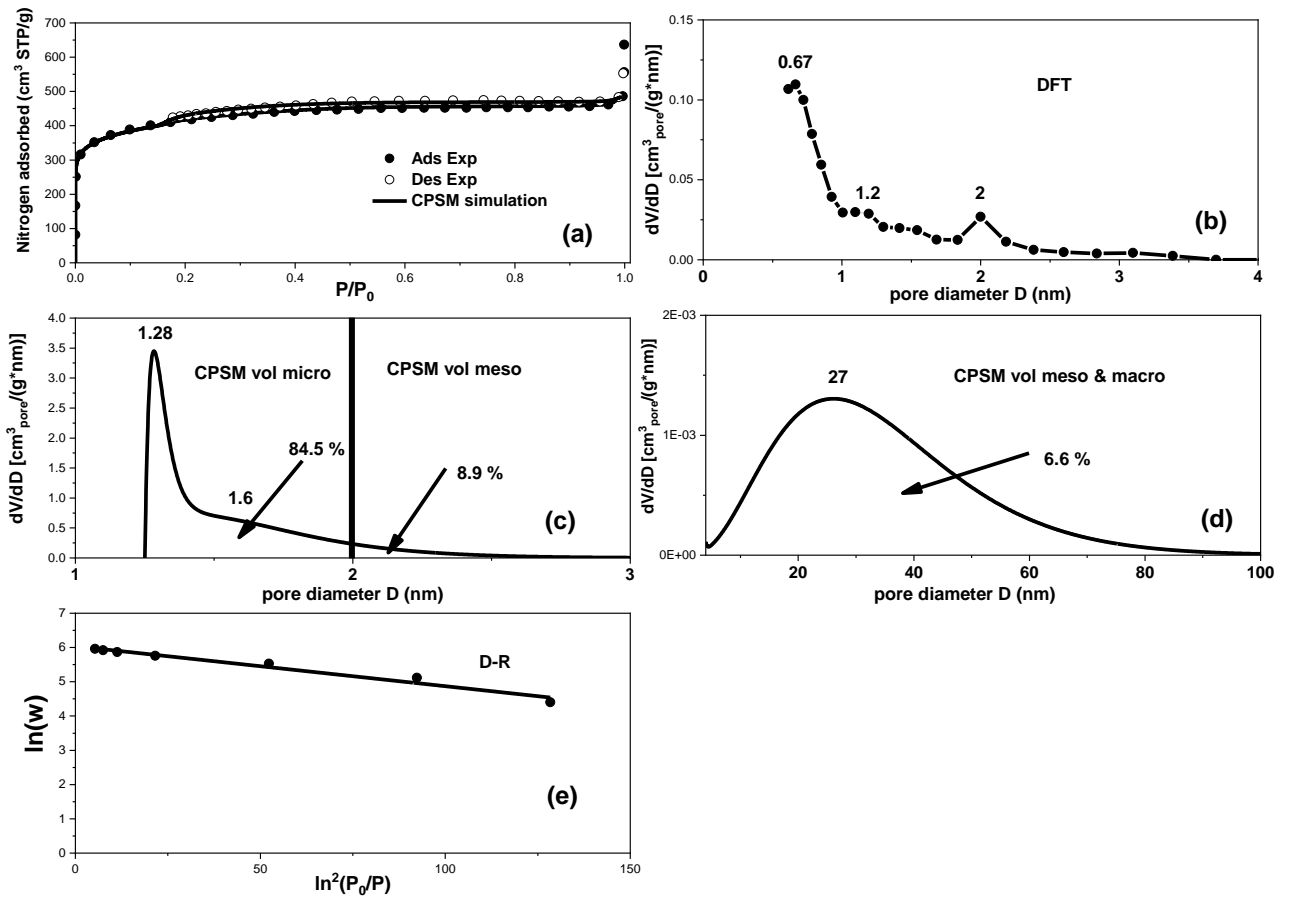 Nitrogen adsorbed (cm³ STP/g)
700
600
500
400
300
200
100
0
Ads Exp
Des Exp
CPSM simulation
(a)
0.0 0.2 0.4 0.6 0.8 1.0
P/P₀
dV/dD [cm³pore/(g*nm)]
0.15
0.10
0.05
0.00
0.67
DFT
1.2
2
(b)
0 1 2 3 4
pore diameter D (nm)
dV/dD [cm³pore/(g*nm)]
4.0
3.5
3.0
2.5
2.0
1.5
1.0
0.5
0.0
1.28
CPSM vol micro
CPSM vol meso
84.5 %
8.9 %
1.6
(c)
1 2 3
pore diameter D (nm)
dV/dD [cm³pore/(g*nm)]
2E-03
1E-03
0E+00
27
CPSM vol meso & macro
6.6 %
(d)
20 40 60 80 100
pore diameter D (nm)
ln(w)
7
6
5
4
3
2
1
0
D-R
(e)
0 50 100 150
ln²(P₀/P)